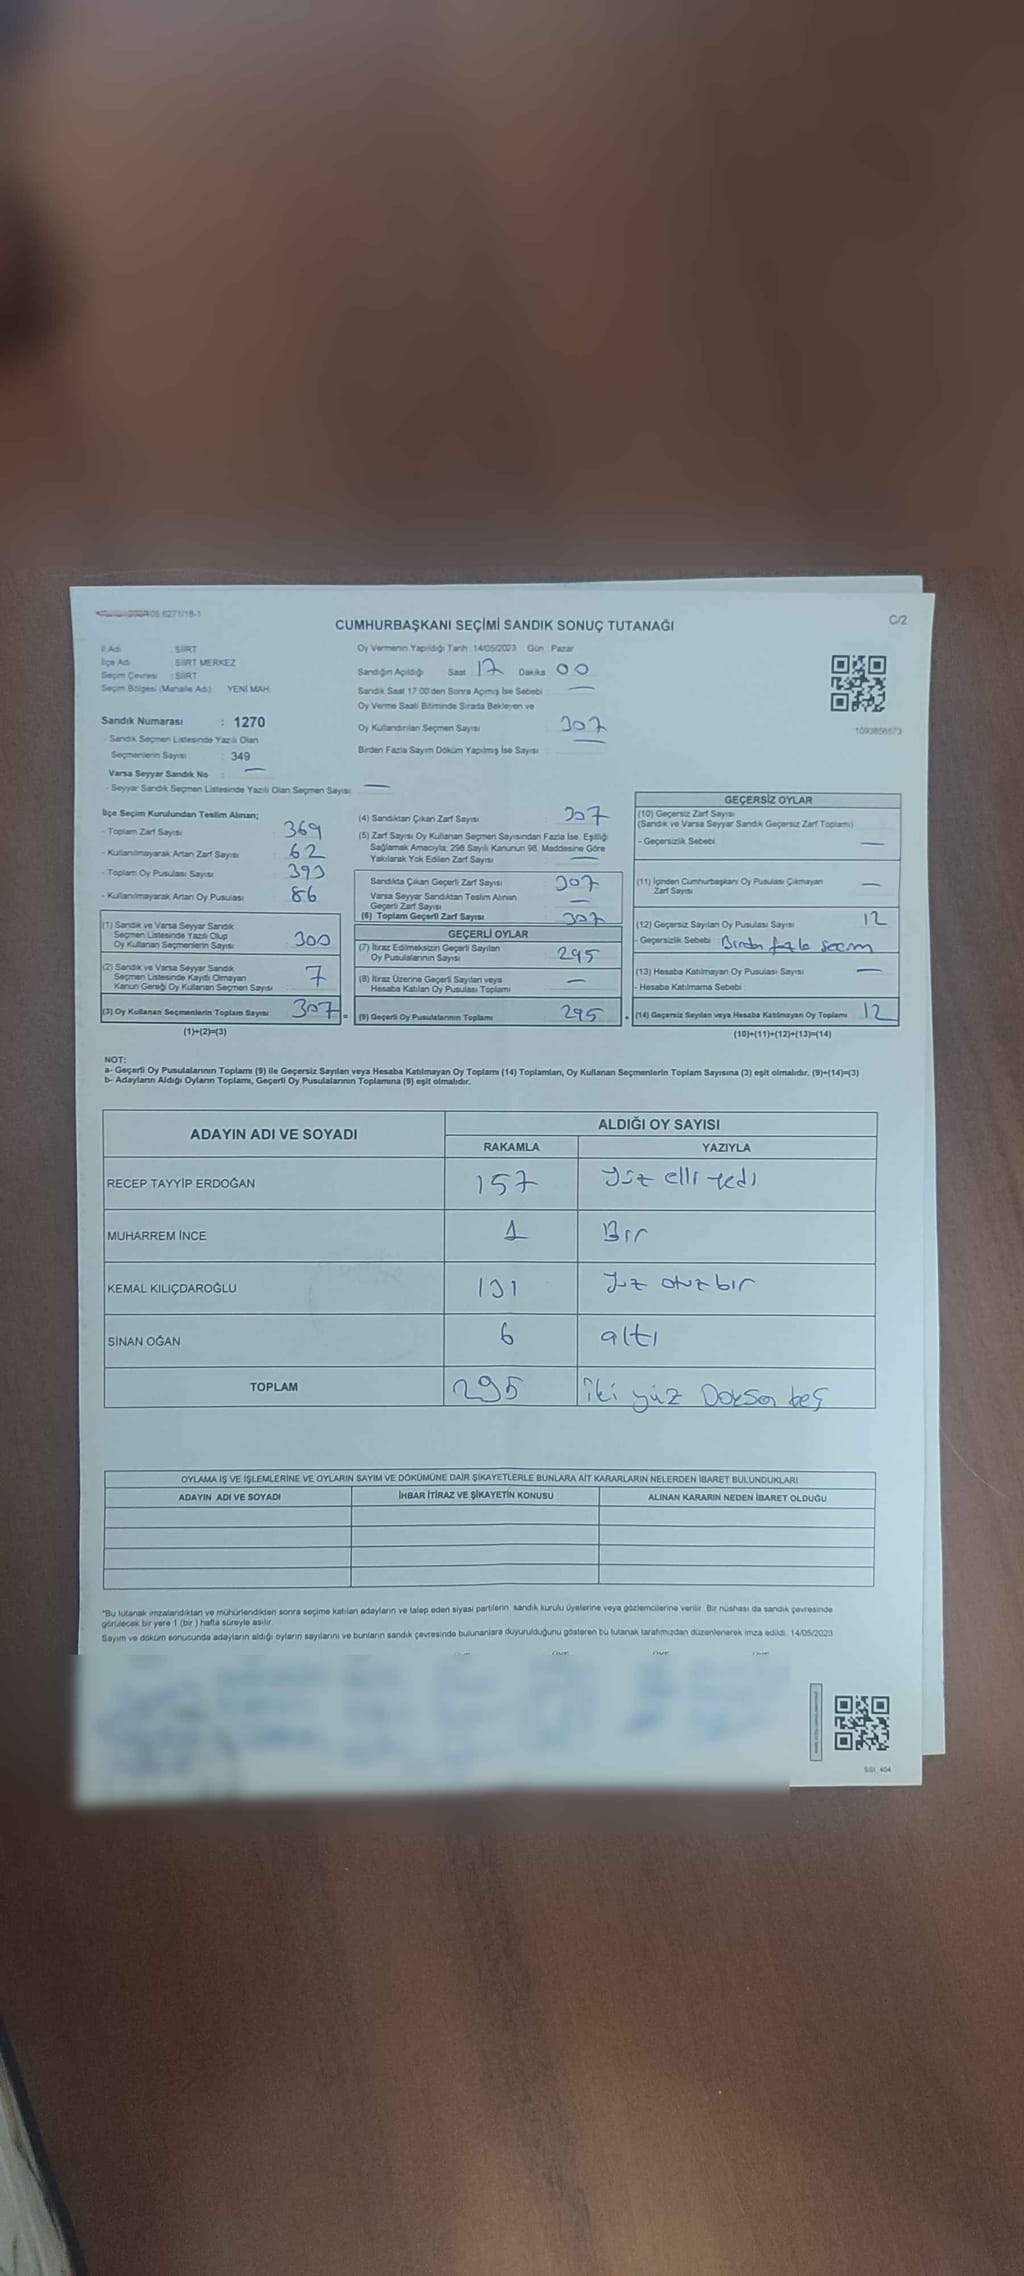 05.6271/18-1
C/2
CUMHURBAŞKANI SEÇİMİ SANDIK SONUÇ TUTANAĞI
İl Adı : SİİRT
İlçe Adı : SİİRT MERKEZ
Seçim Çevresi : SİİRT
Seçim Bölgesi (Mahalle Adı) YENİ MAH.
Oy Vermenin Yapıldığı Tarih :14/05/2023 Gün : Pazar
Sandığın Açıldığı Saat 17 Dakika 00
Sandık Saat 17:00'den Sonra Açımış İse Sebebi : —
Oy Verme Saati Bitiminde Sırada Bekleyen ve
Oy Kullandırılan Seçmen Sayısı 307
Birden Fazla Sayım Döküm Yapılmış İse Sayısı : —
1093856573
Sandık Numarası : 1270
- Sandık Seçmen Listesinde Yazılı Olan
Seçmenlerin Sayısı : 349
Varsa Seyyar Sandık No : —
- Seyyar Sandık Seçmen Listesinde Yazılı Olan Seçmen Sayısı: —
İlçe Seçim Kurulundan Teslim Alınan;
- Toplam Zarf Sayısı : 369
- Kullanılmayarak Artan Zarf Sayısı : 62
- Toplam Oy Pusulası Sayısı : 393
- Kullanılmayarak Artan Oy Pusulası : 86
(1) Sandık ve Varsa Seyyar Sandık
Seçmen Listesinde Yazılı Olup
Oy Kullanan Seçmenlerin Sayısı 300
(2) Sandık ve Varsa Seyyar Sandık
Seçmen Listesinde Kayıtlı Olmayan
Kanun Gereği Oy Kullanan Seçmen Sayısı 7
(3) Oy Kullanan Seçmenlerin Toplam Sayısı 307 =
(1)+(2)=(3)
(4) Sandıktan Çıkan Zarf Sayısı : 307
(5) Zarf Sayısı Oy Kullanan Seçmen Sayısından Fazla İse, Eşitliği
Sağlamak Amacıyla; 298 Sayılı Kanunun 98. Maddesine Göre
Yakılarak Yok Edilen Zarf Sayısı —
Sandıkta Çıkan Geçerli Zarf Sayısı 307
Varsa Seyyar Sandıktan Teslim Alınan
Geçerli Zarf Sayısı —
(6) Toplam Geçerli Zarf Sayısı 307
GEÇERLİ OYLAR
(7) İtiraz Edilmeksizin Geçerli Sayılan
Oy Pusulalarının Sayısı 295
(8) İtiraz Üzerine Geçerli Sayılan veya
Hesaba Katılan Oy Pusulası Toplamı —
(9) Geçerli Oy Pusulalarının Toplamı 295 +
GEÇERSİZ OYLAR
(10) Geçersiz Zarf Sayısı
(Sandık ve Varsa Seyyar Sandık Geçersiz Zarf Toplamı)
- Geçersizlik Sebebi : —
(11) İçinden Cumhurbaşkanı Oy Pusulası Çıkmayan
Zarf Sayısı —
(12) Geçersiz Sayılan Oy Pusulası Sayısı 12
- Geçersizlik Sebebi : Birden fazla seçim
(13) Hesaba Katılmayan Oy Pusulası Sayısı —
- Hesaba Katılmama Sebebi :
(14) Geçersiz Sayılan veya Hesaba Katılmayan Oy Toplamı 12
(10)+(11)+(12)+(13)=(14)
NOT:
a- Geçerli Oy Pusulalarının Toplamı (9) ile Geçersiz Sayılan veya Hesaba Katılmayan Oy Toplamı (14) Toplamları, Oy Kullanan Seçmenlerin Toplam Sayısına (3) eşit olmalıdır. (9)+(14)=(3)
b- Adayların Aldığı Oyların Toplamı, Geçerli Oy Pusulalarının Toplamına (9) eşit olmalıdır.
ADAYIN ADI VE SOYADI ALDIĞI OY SAYISI
RAKAMLA YAZIYLA
RECEP TAYYİP ERDOĞAN 157 Yüz elli yedi
MUHARREM İNCE 1 Bir
KEMAL KILIÇDAROĞLU 131 Yüz otuz bir
SİNAN OĞAN 6 altı
TOPLAM 295 iki yüz Doksan beş
OYLAMA İŞ VE İŞLEMLERİNE VE OYLARIN SAYIM VE DÖKÜMÜNE DAİR ŞİKAYETLERLE BUNLARA AİT KARARLARIN NELERDEN İBARET BULUNDUKLARI
ADAYIN ADI VE SOYADI İHBAR İTİRAZ VE ŞİKAYETİN KONUSU ALINAN KARARIN NEDEN İBARET OLDUĞU
*Bu tutanak imzalandıktan ve mühürlendikten sonra seçime katılan adayların ve talep eden siyasi partilerin sandık kurulu üyelerine veya gözlemcilerine verilir. Bir nüshası da sandık çevresinde
görülecek bir yere 1 (bir ) hafta süreyle asılır.
Sayım ve döküm sonucunda adayların aldığı oyların sayılarını ve bunların sandık çevresinde bulunanlara duyurulduğunu gösteren bu tutanak tarafımızdan düzenlenerek imza edildi. 14/05/2023